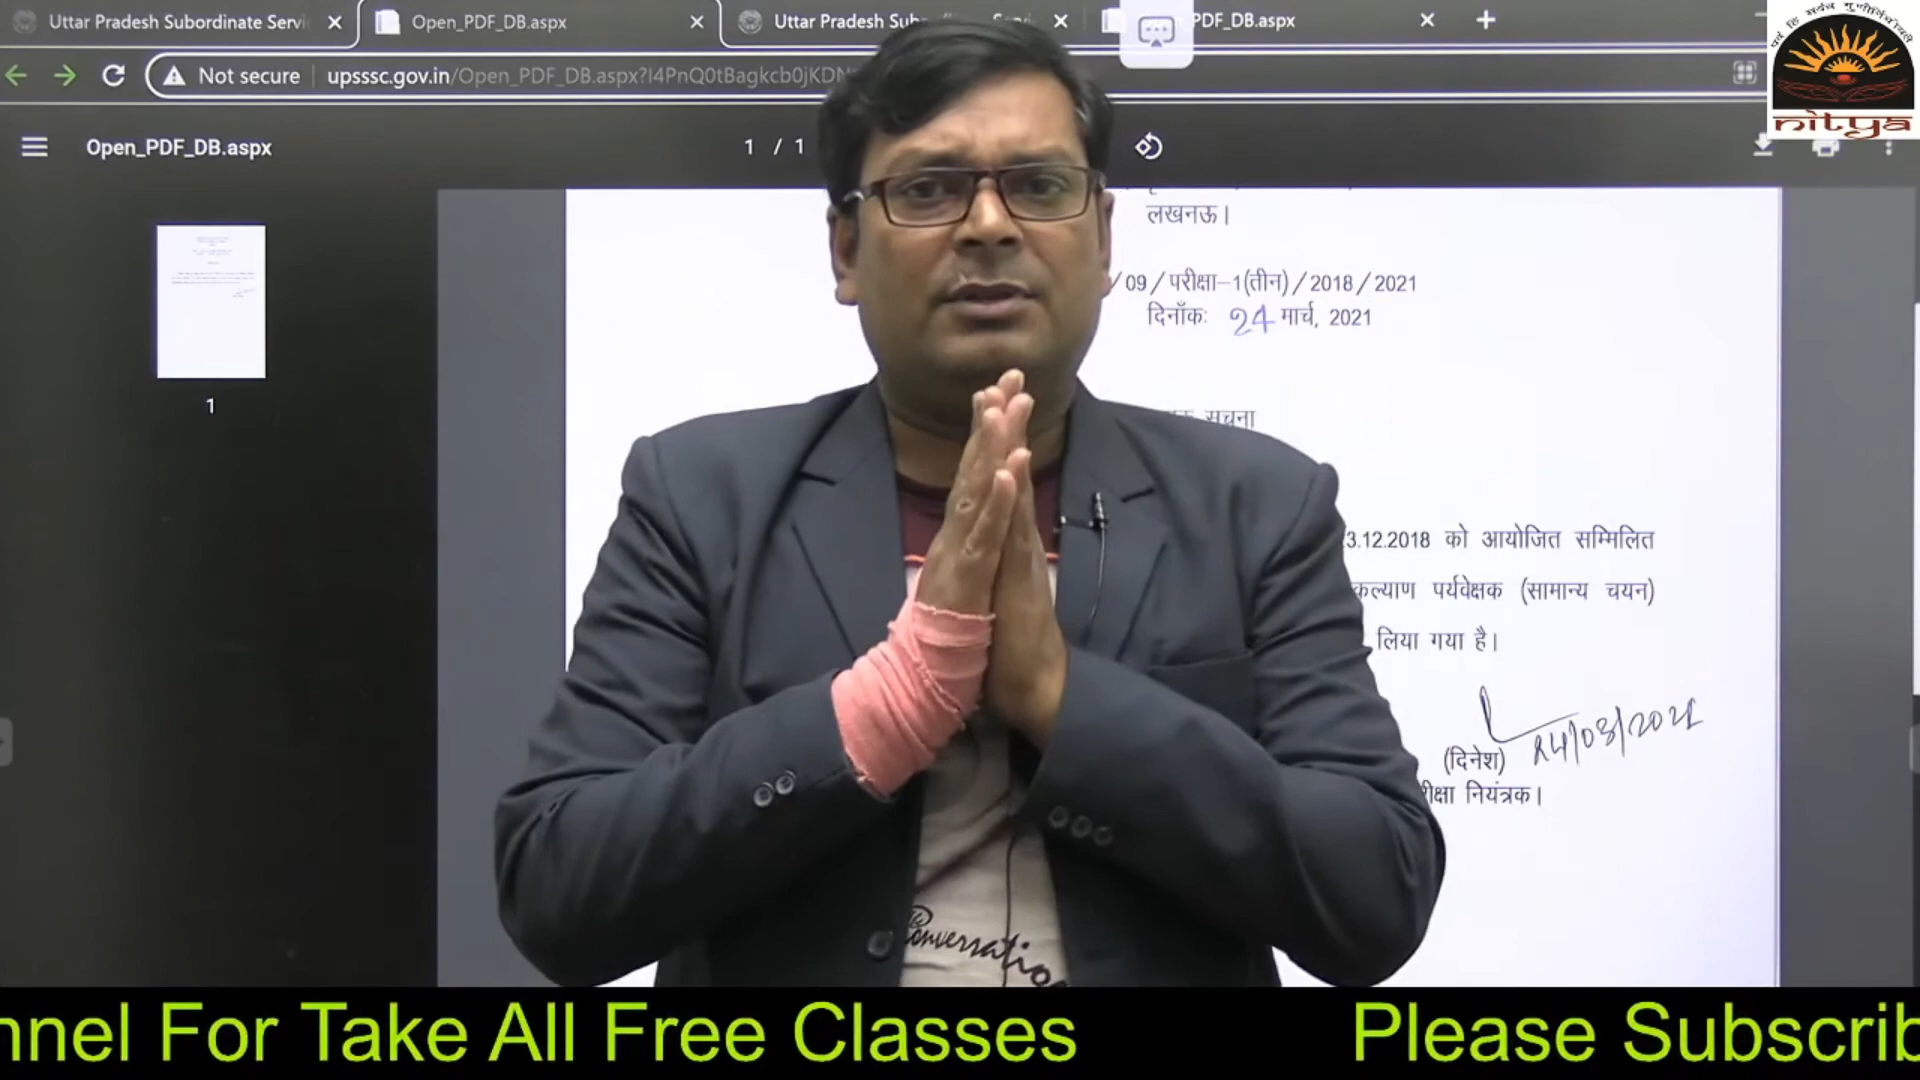 Uttar Pradesh Subordinate Servi
Open_PDF_DB.aspx
Uttar Pradesh
PDF_DB.aspx
Not secure
upsssc.gov.in/Open_PDF_DB.aspx?I4PnQ0tBagkcb0jKDN
nitya
Open_PDF_DB.aspx
1 / 1
लखनऊ।
/ 09 / परीक्षा–1(तीन) / 2018 / 2021
दिनाँकः 24 मार्च, 2021
सूचना
3.12.2018 को आयोजित सम्मिलित
कल्याण पर्यवेक्षक (सामान्य चयन)
लिया गया है।
24/03/2021
(दिनेश)
नियंत्रक।
1
Conversatio
nnel For Take All Free Classes
Please Subscrib